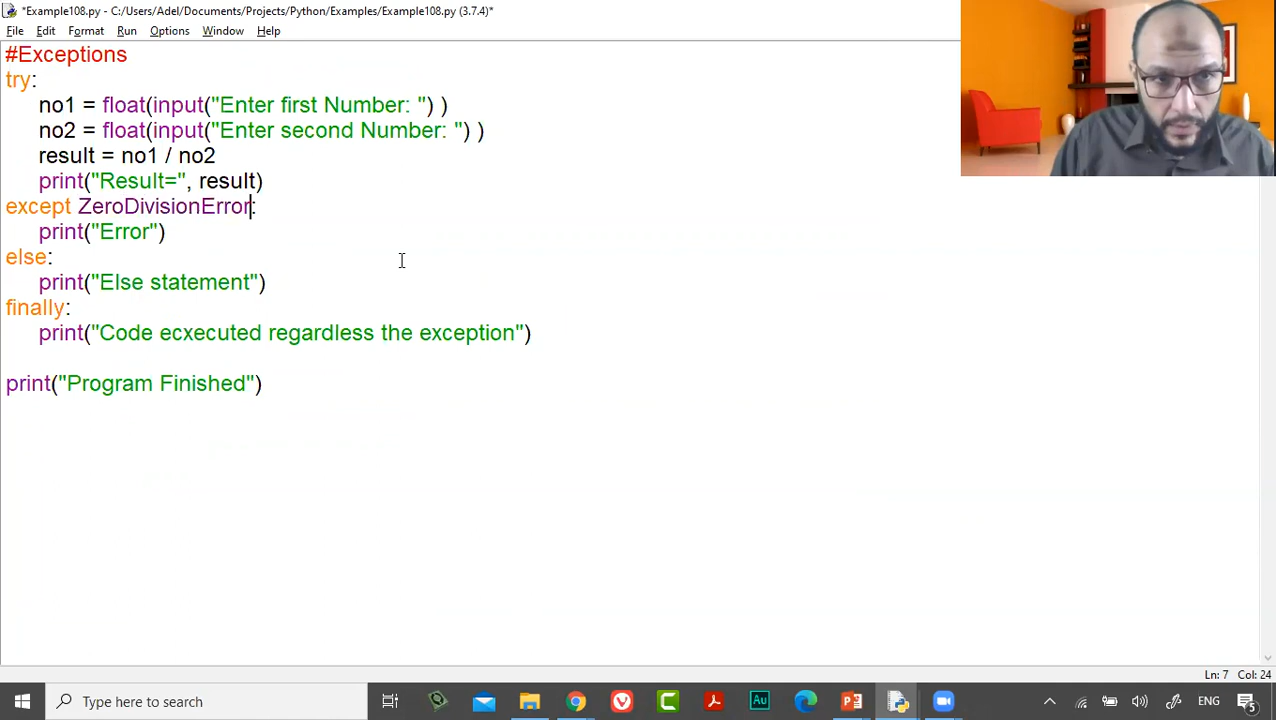 *Example108.py - C:/Users/Adel/Documents/Projects/Python/Examples/Example108.py (3.7.4)*
File Edit Format Run Options Window Help
#Exceptions
try:
no1 = float(input("Enter first Number: ") )
no2 = float(input("Enter second Number: ") )
result = no1 / no2
print("Result=", result)
except ZeroDivisionError:
print("Error")
else:
print("Else statement")
finally:
print("Code ecxecuted regardless the exception")
print("Program Finished")
Ln: 7 Col: 24
Type here to search
Au
ENG
5